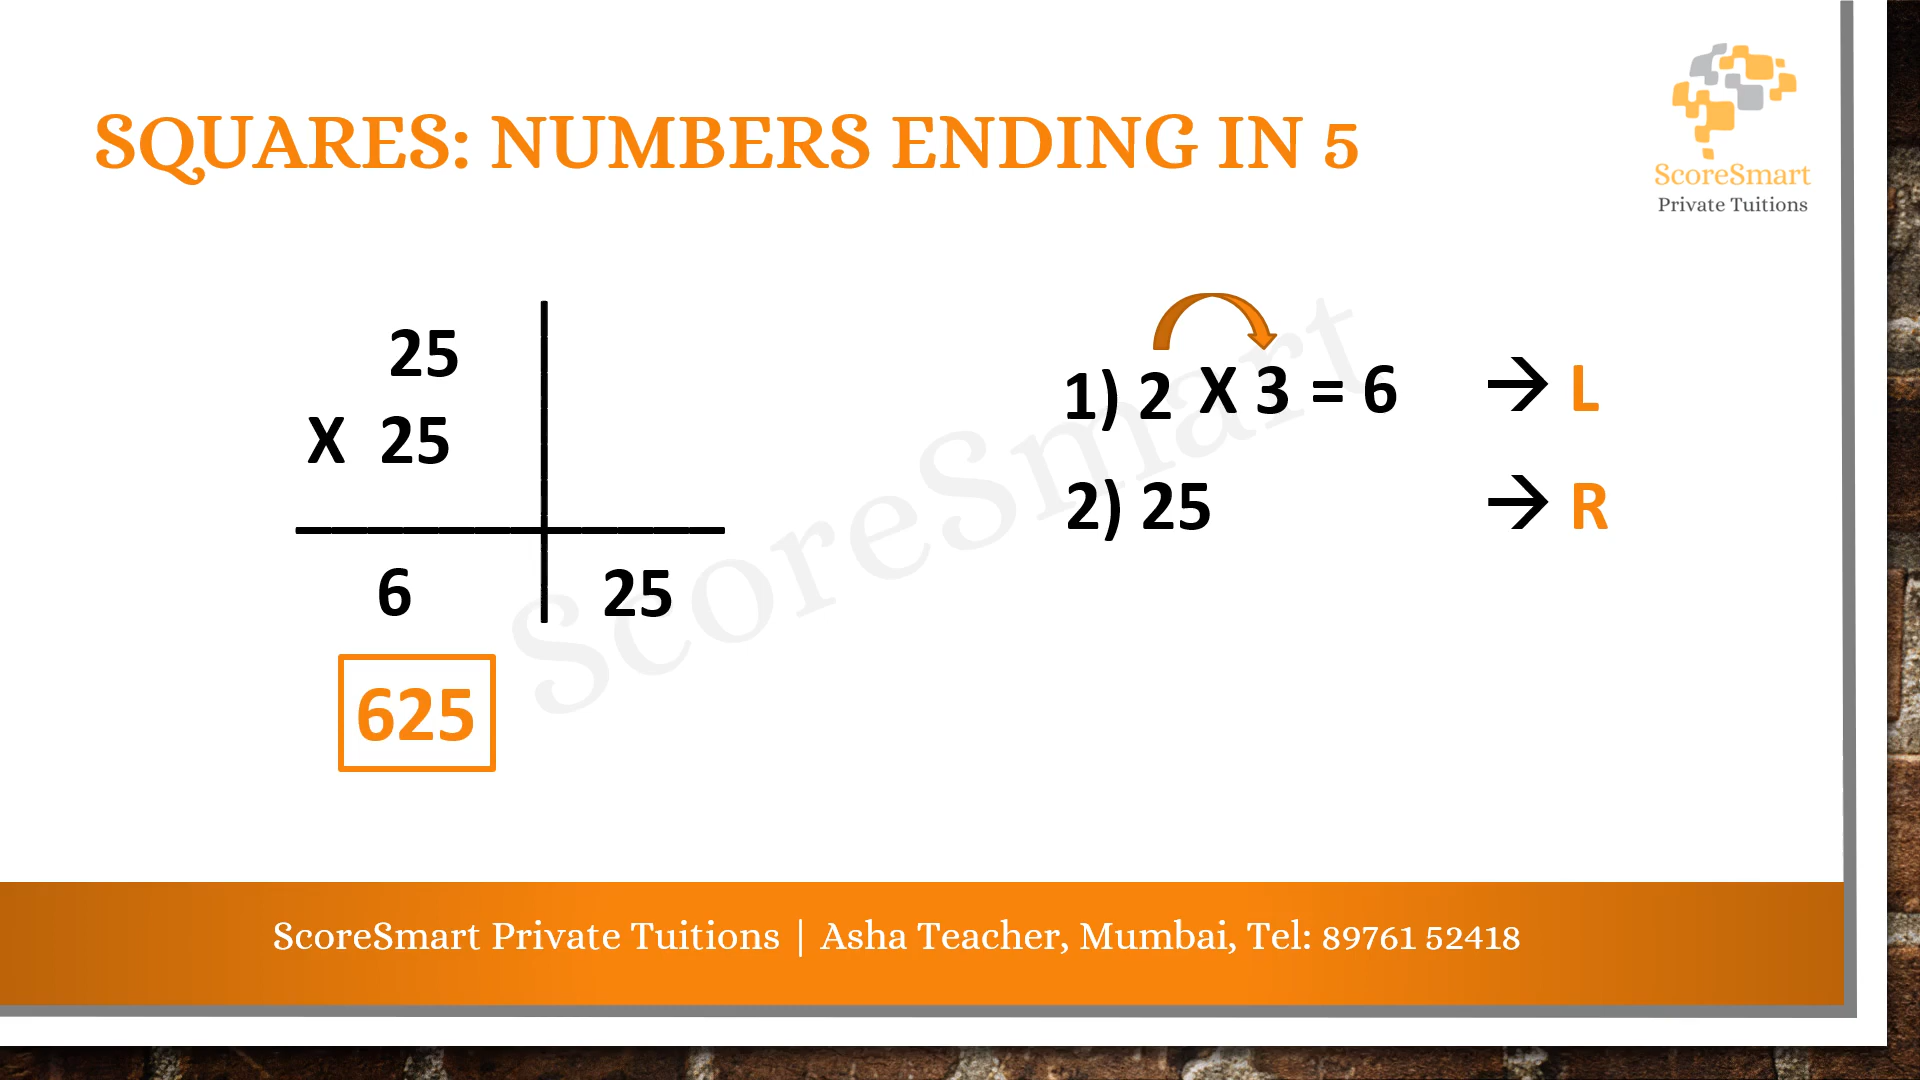 SQUARES: NUMBERS ENDING IN 5
ScoreSmart
Private Tuitions
25
X 25
6 25
625
1) 2 X 3 = 6 → L
2) 25 → R
ScoreSmart
ScoreSmart Private Tuitions | Asha Teacher, Mumbai, Tel: 89761 52418